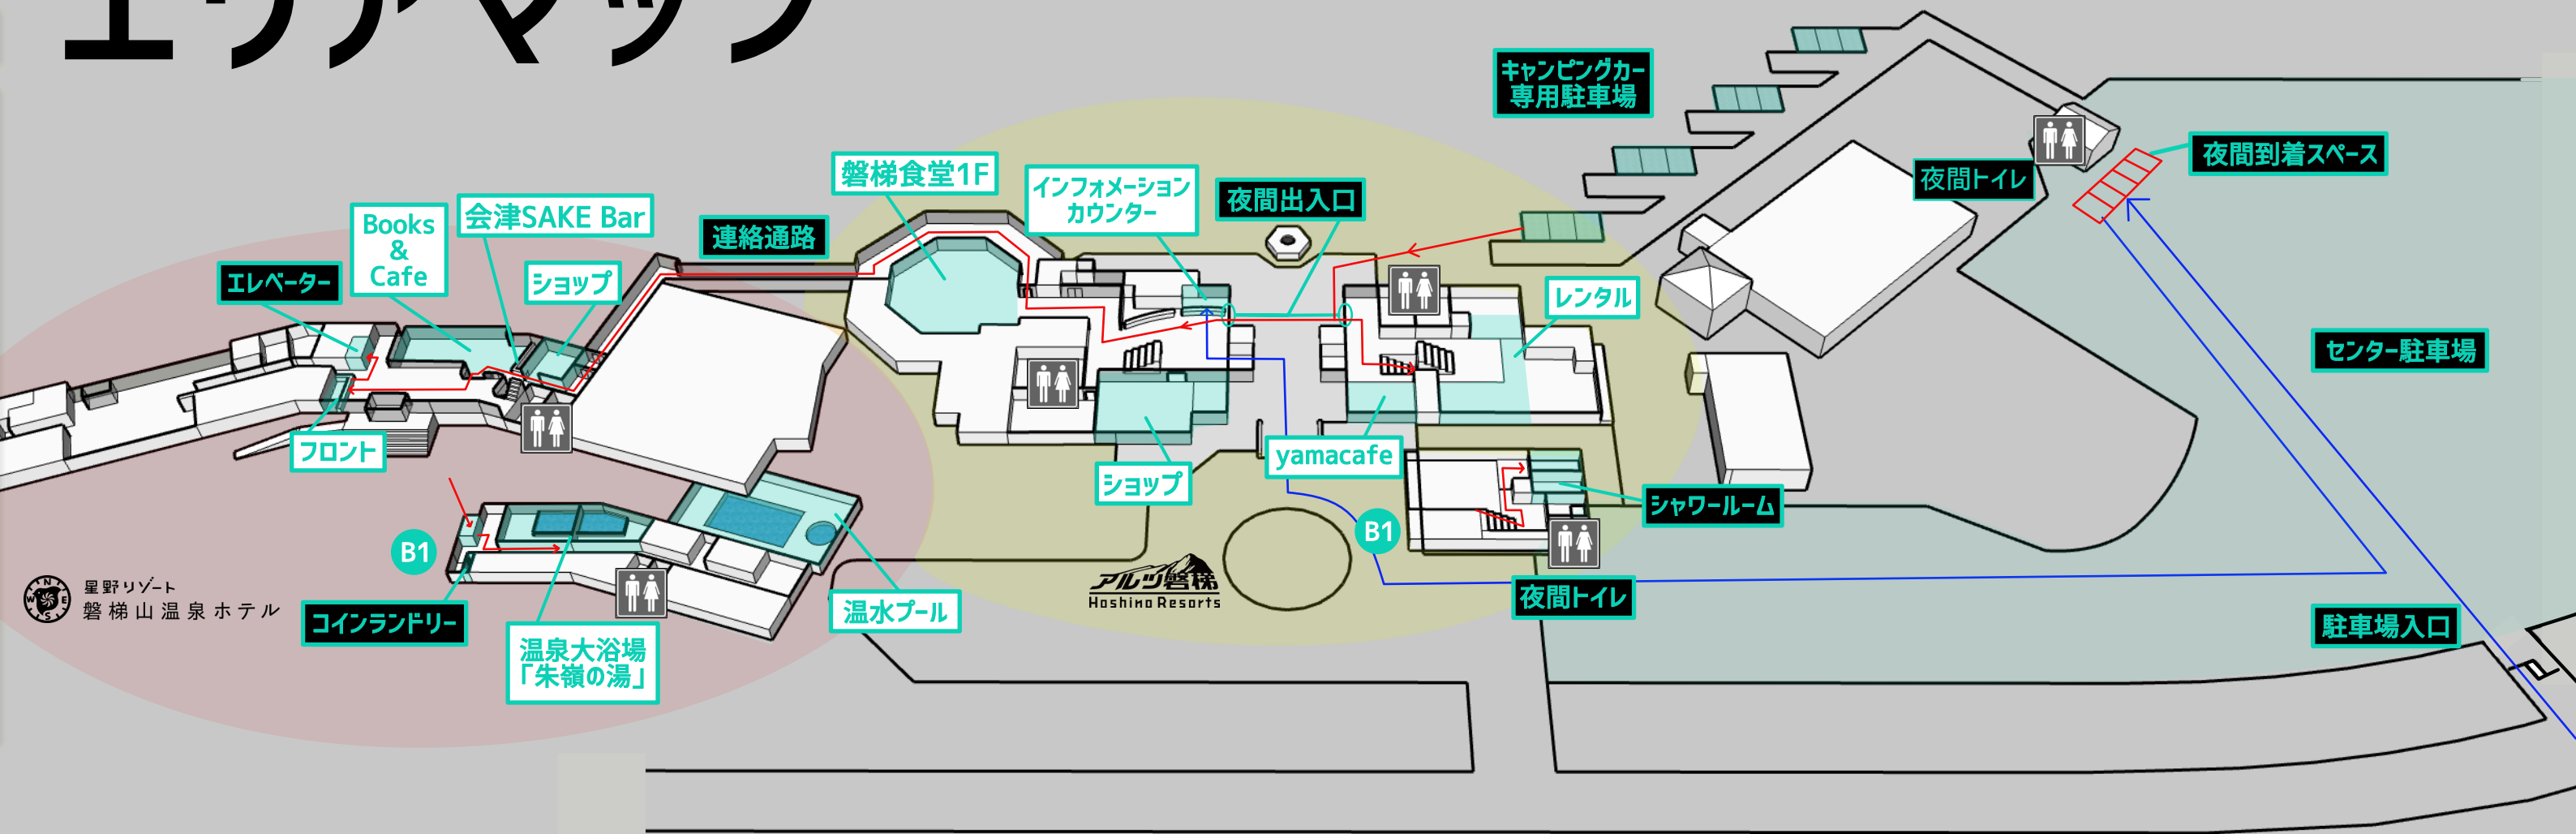 エリアマップ
キャンピングカー
専用駐車場
夜間トイレ
夜間到着スペース
磐梯食堂1F
インフォメーション
カウンター
夜間出入口
連絡通路
会津SAKE Bar
Books
&
Cafe
エレベーター
ショップ
レンタル
センター駐車場
フロント
ショップ
yamacafe
シャワールーム
B1
B1
夜間トイレ
駐車場入口
アルツ磐梯
Hoshino Resorts
温水プール
コインランドリー
温泉大浴場
「朱嶺の湯」
N
W
E
S
星野リゾート
磐梯山温泉ホテル